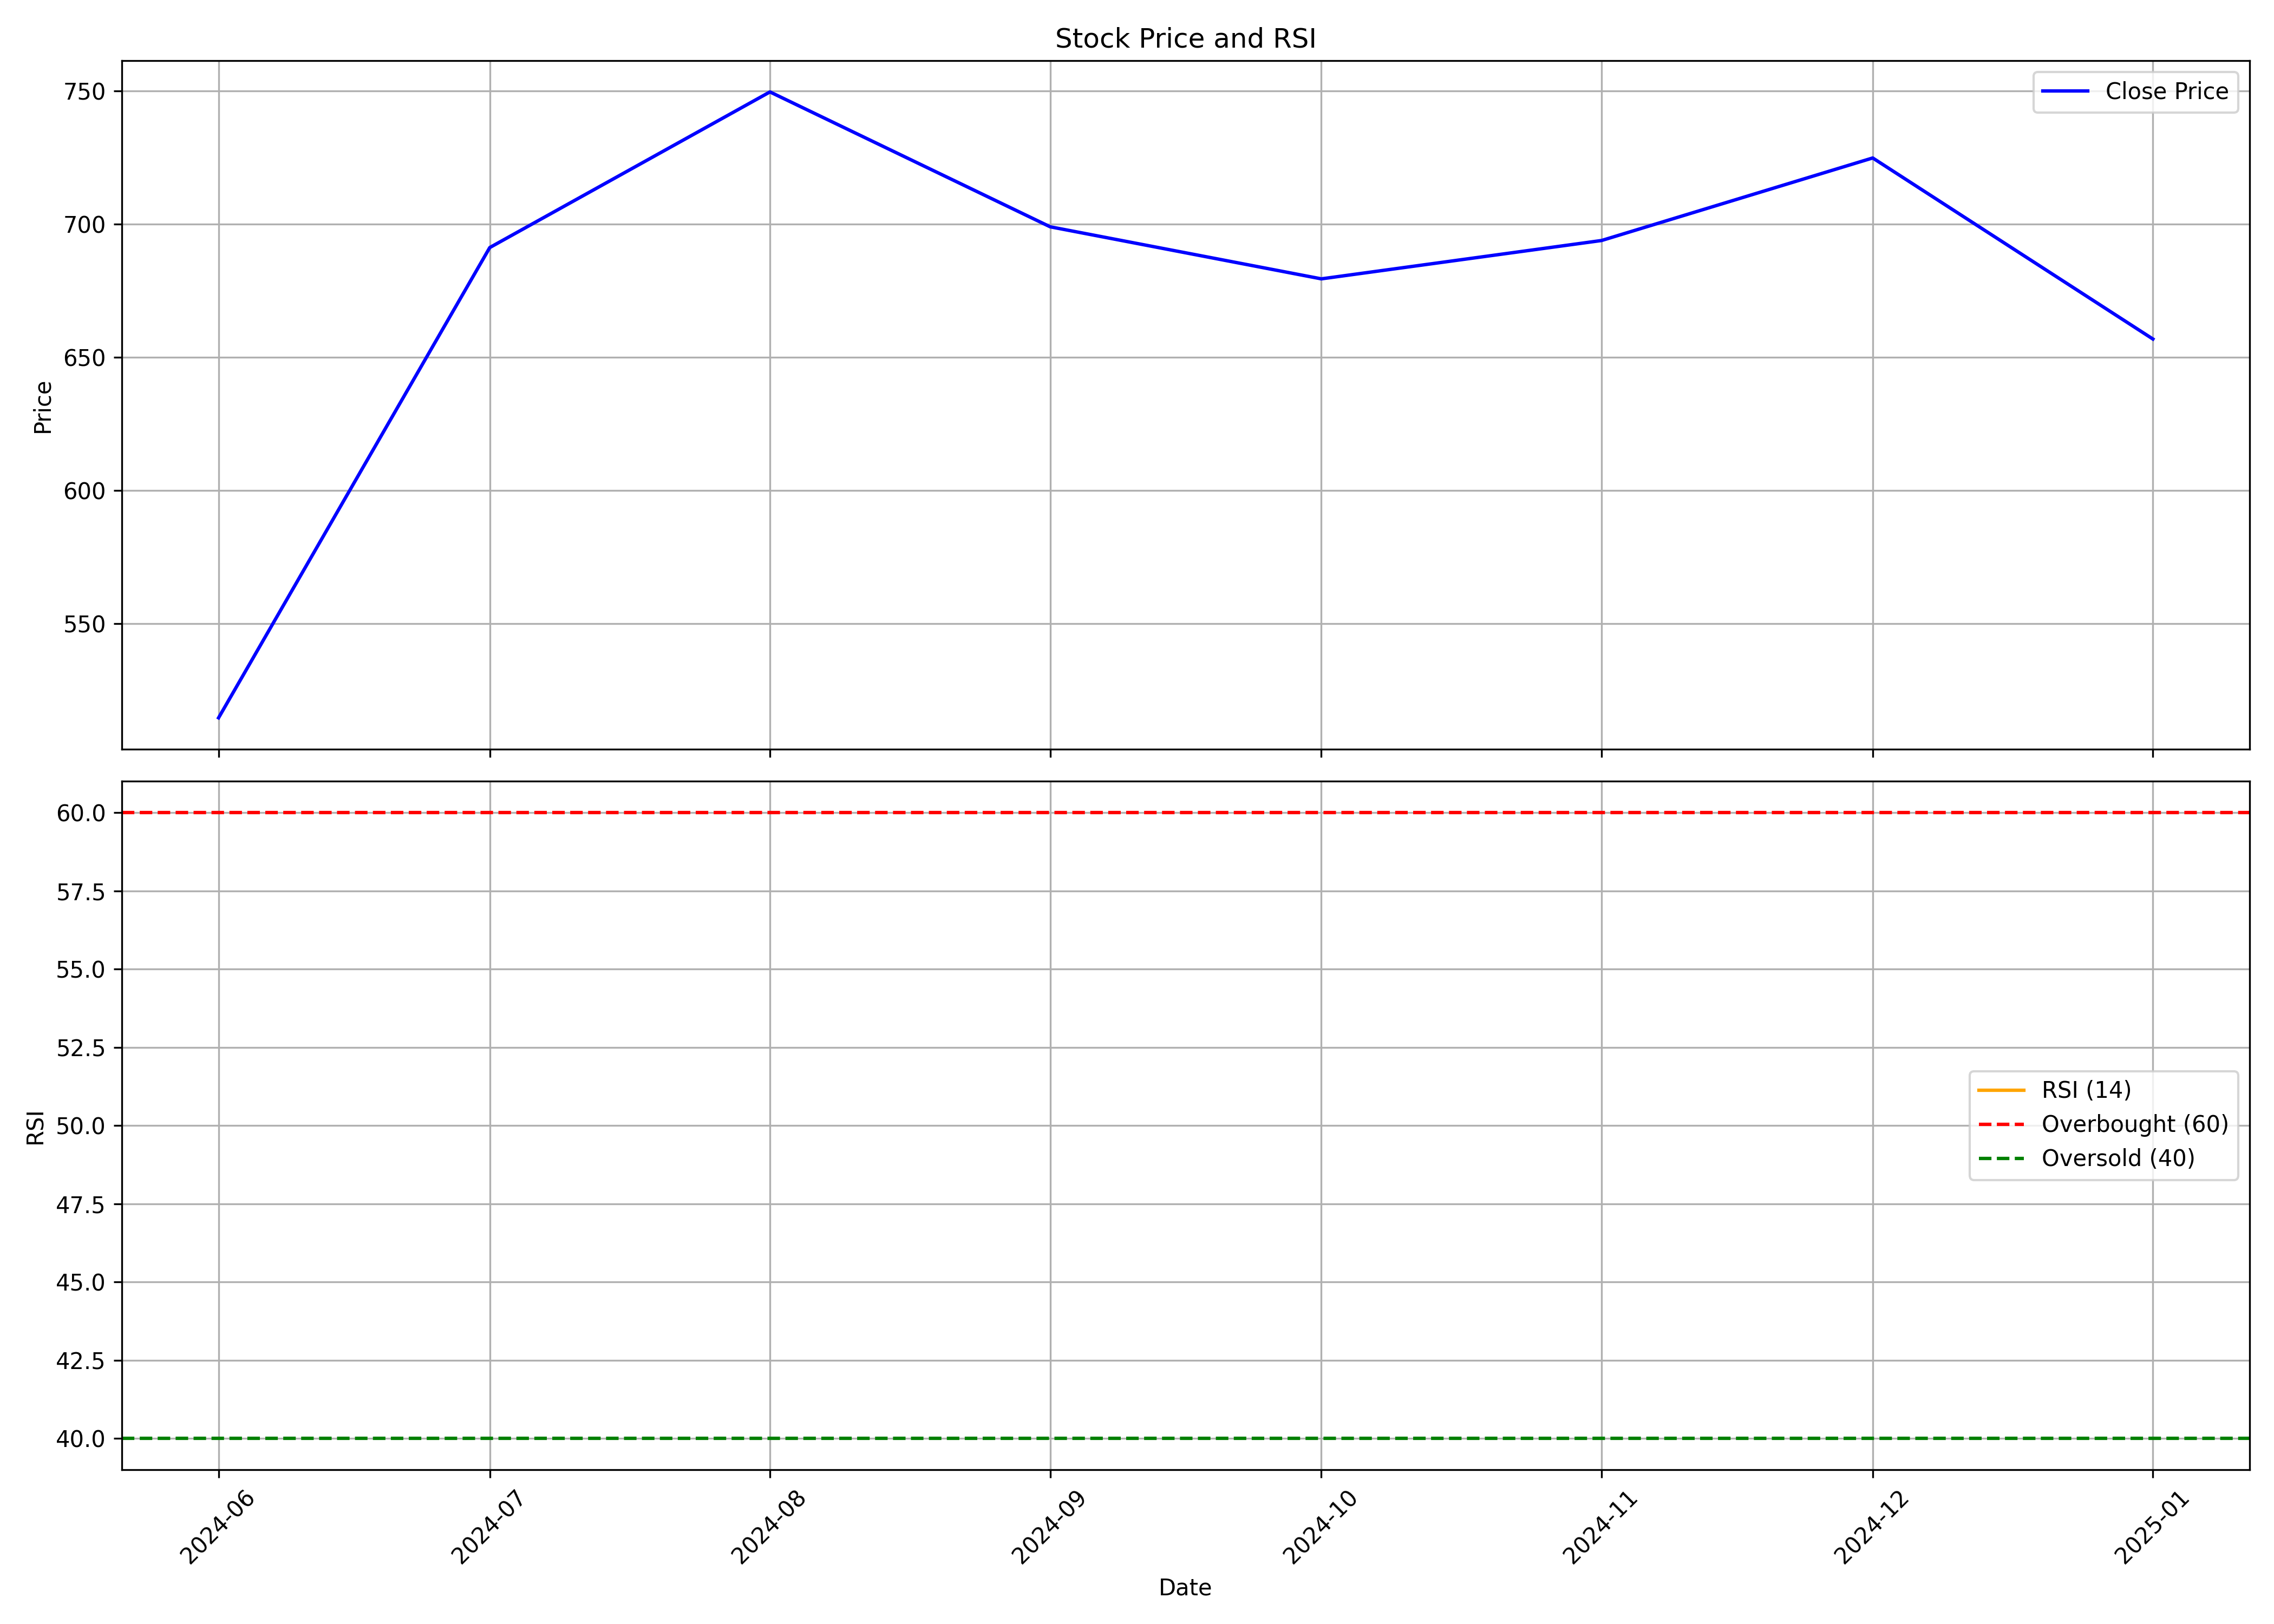 Stock Price and RSI
Close Price
750
700
650
600
550
Price
60.0
57.5
55.0
52.5
50.0
47.5
45.0
42.5
40.0
RSI
RSI (14)
Overbought (60)
Oversold (40)
2024-06
2024-07
2024-08
2024-09
2024-10
2024-11
2024-12
2025-01
Date